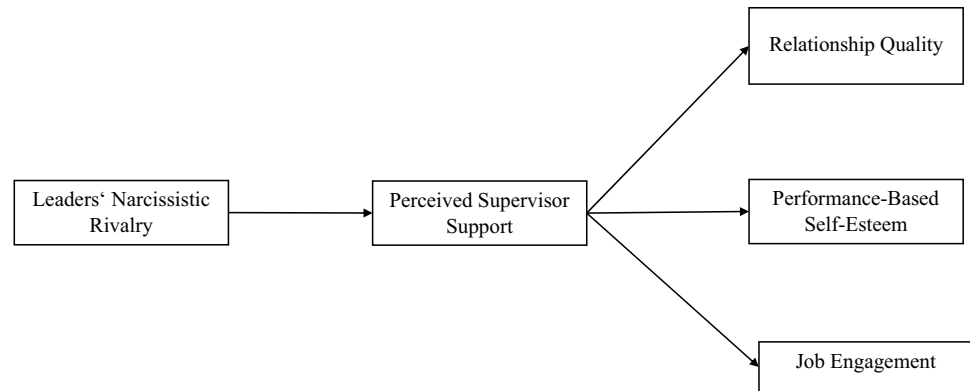 Relationship Quality
Leaders‘ Narcissistic
Rivalry
Perceived Supervisor
Support
Performance-Based
Self-Esteem
Job Engagement